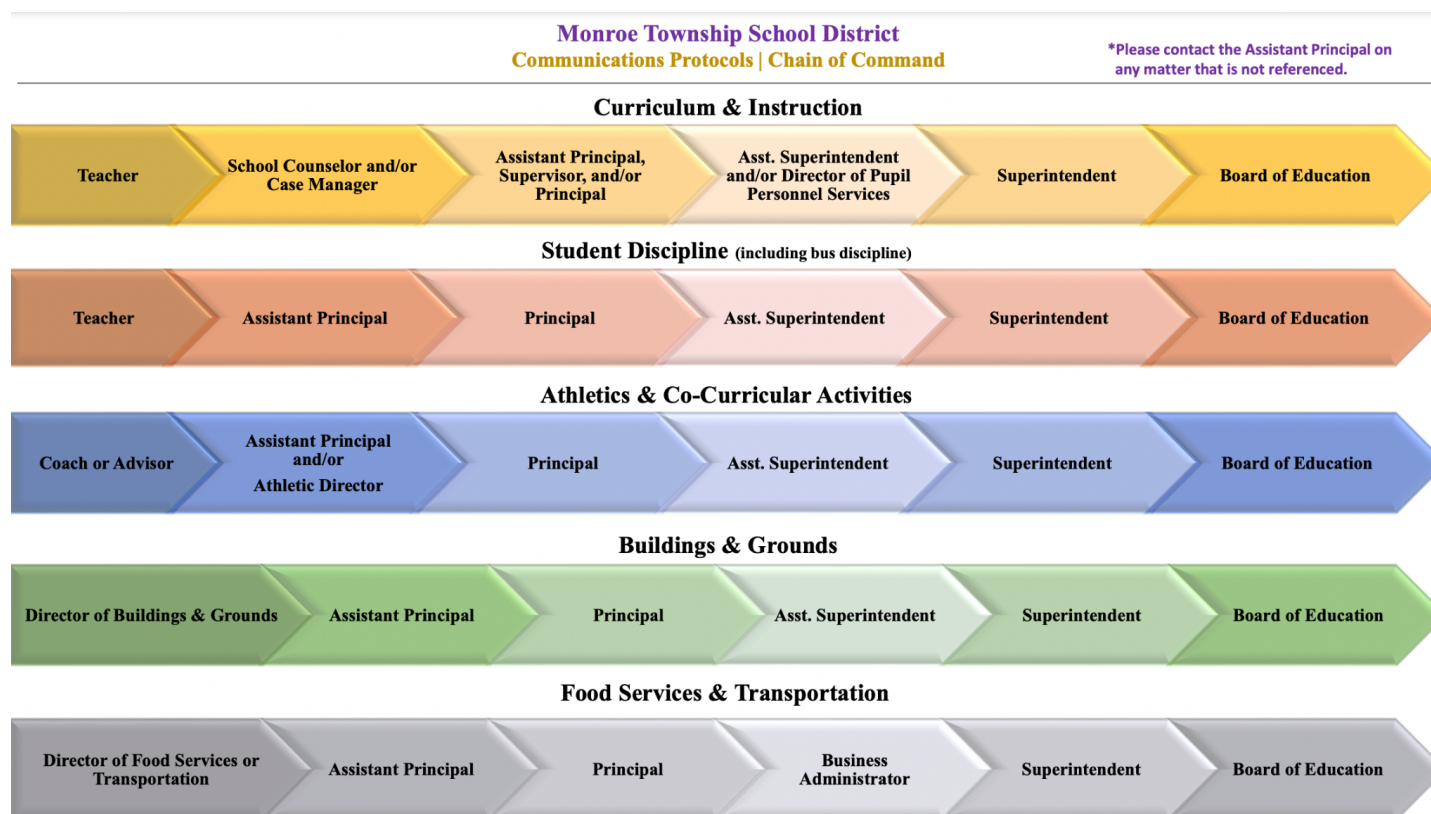 Monroe Township School District
Communications Protocols | Chain of Command
*Please contact the Assistant Principal on
any matter that is not referenced.
Curriculum & Instruction
Teacher
School Counselor and/or
Case Manager
Assistant Principal,
Supervisor, and/or
Principal
Asst. Superintendent
and/or Director of Pupil
Personnel Services
Superintendent
Board of Education
Student Discipline (including bus discipline)
Teacher
Assistant Principal
Principal
Asst. Superintendent
Superintendent
Board of Education
Athletics & Co-Curricular Activities
Coach or Advisor
Assistant Principal
and/or
Athletic Director
Principal
Asst. Superintendent
Superintendent
Board of Education
Buildings & Grounds
Director of Buildings & Grounds
Assistant Principal
Principal
Asst. Superintendent
Superintendent
Board of Education
Food Services & Transportation
Director of Food Services or
Transportation
Assistant Principal
Principal
Business
Administrator
Superintendent
Board of Education